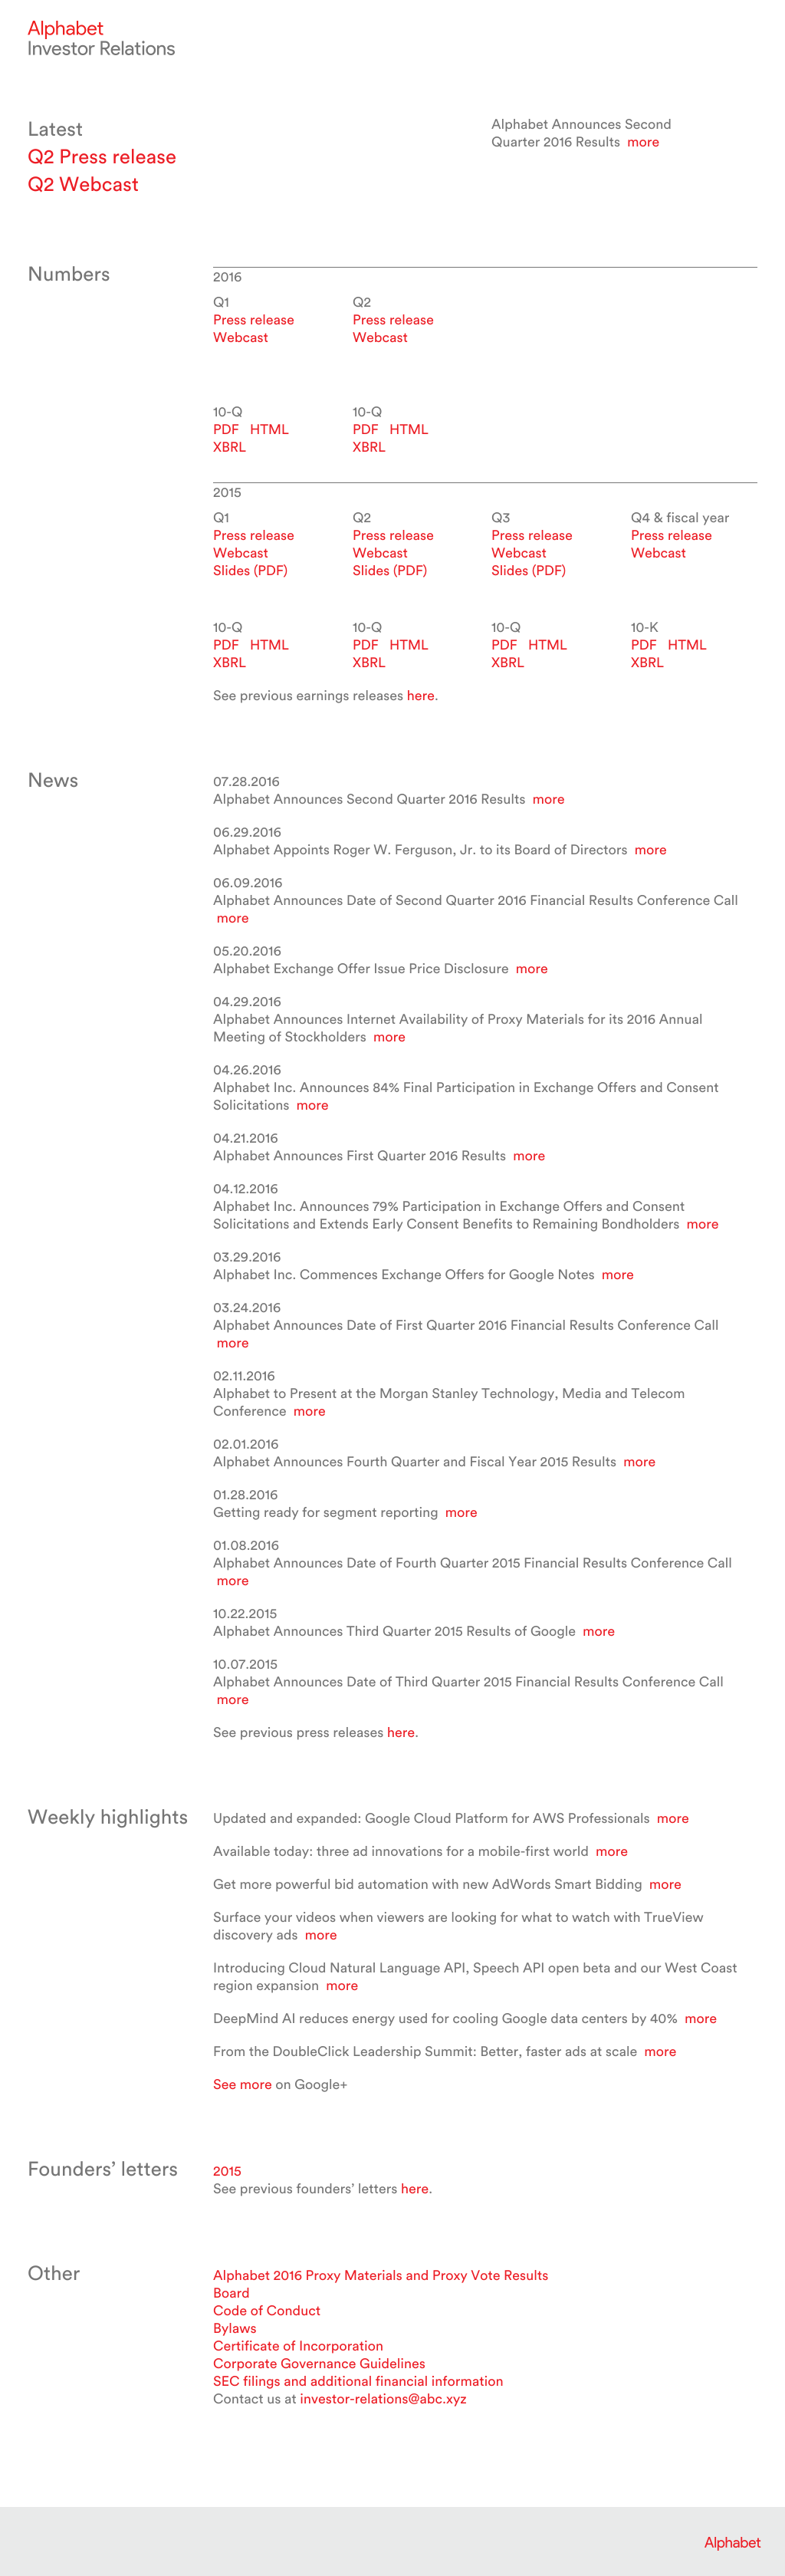 Alphabet
Investor Relations
Latest
Q2 Press release
Q2 Webcast
Alphabet Announces Second
Quarter 2016 Results more
Numbers
2016
Q1 Q2
Press release Press release
Webcast Webcast
10-Q 10-Q
PDF HTML PDF HTML
XBRL XBRL
2015
Q1 Q2 Q3 Q4 & fiscal year
Press release Press release Press release Press release
Webcast Webcast Webcast Webcast
Slides (PDF) Slides (PDF) Slides (PDF)
10-Q 10-Q 10-Q 10-K
PDF HTML PDF HTML PDF HTML PDF HTML
XBRL XBRL XBRL XBRL
See previous earnings releases here.
News
07.28.2016
Alphabet Announces Second Quarter 2016 Results more
06.29.2016
Alphabet Appoints Roger W. Ferguson, Jr. to its Board of Directors more
06.09.2016
Alphabet Announces Date of Second Quarter 2016 Financial Results Conference Call
more
05.20.2016
Alphabet Exchange Offer Issue Price Disclosure more
04.29.2016
Alphabet Announces Internet Availability of Proxy Materials for its 2016 Annual
Meeting of Stockholders more
04.26.2016
Alphabet Inc. Announces 84% Final Participation in Exchange Offers and Consent
Solicitations more
04.21.2016
Alphabet Announces First Quarter 2016 Results more
04.12.2016
Alphabet Inc. Announces 79% Participation in Exchange Offers and Consent
Solicitations and Extends Early Consent Benefits to Remaining Bondholders more
03.29.2016
Alphabet Inc. Commences Exchange Offers for Google Notes more
03.24.2016
Alphabet Announces Date of First Quarter 2016 Financial Results Conference Call
more
02.11.2016
Alphabet to Present at the Morgan Stanley Technology, Media and Telecom
Conference more
02.01.2016
Alphabet Announces Fourth Quarter and Fiscal Year 2015 Results more
01.28.2016
Getting ready for segment reporting more
01.08.2016
Alphabet Announces Date of Fourth Quarter 2015 Financial Results Conference Call
more
10.22.2015
Alphabet Announces Third Quarter 2015 Results of Google more
10.07.2015
Alphabet Announces Date of Third Quarter 2015 Financial Results Conference Call
more
See previous press releases here.
Weekly highlights
Updated and expanded: Google Cloud Platform for AWS Professionals more
Available today: three ad innovations for a mobile-first world more
Get more powerful bid automation with new AdWords Smart Bidding more
Surface your videos when viewers are looking for what to watch with TrueView
discovery ads more
Introducing Cloud Natural Language API, Speech API open beta and our West Coast
region expansion more
DeepMind AI reduces energy used for cooling Google data centers by 40% more
From the DoubleClick Leadership Summit: Better, faster ads at scale more
See more on Google+
Founders’ letters
2015
See previous founders’ letters here.
Other
Alphabet 2016 Proxy Materials and Proxy Vote Results
Board
Code of Conduct
Bylaws
Certificate of Incorporation
Corporate Governance Guidelines
SEC filings and additional financial information
Contact us at investor-relations@abc.xyz
Alphabet